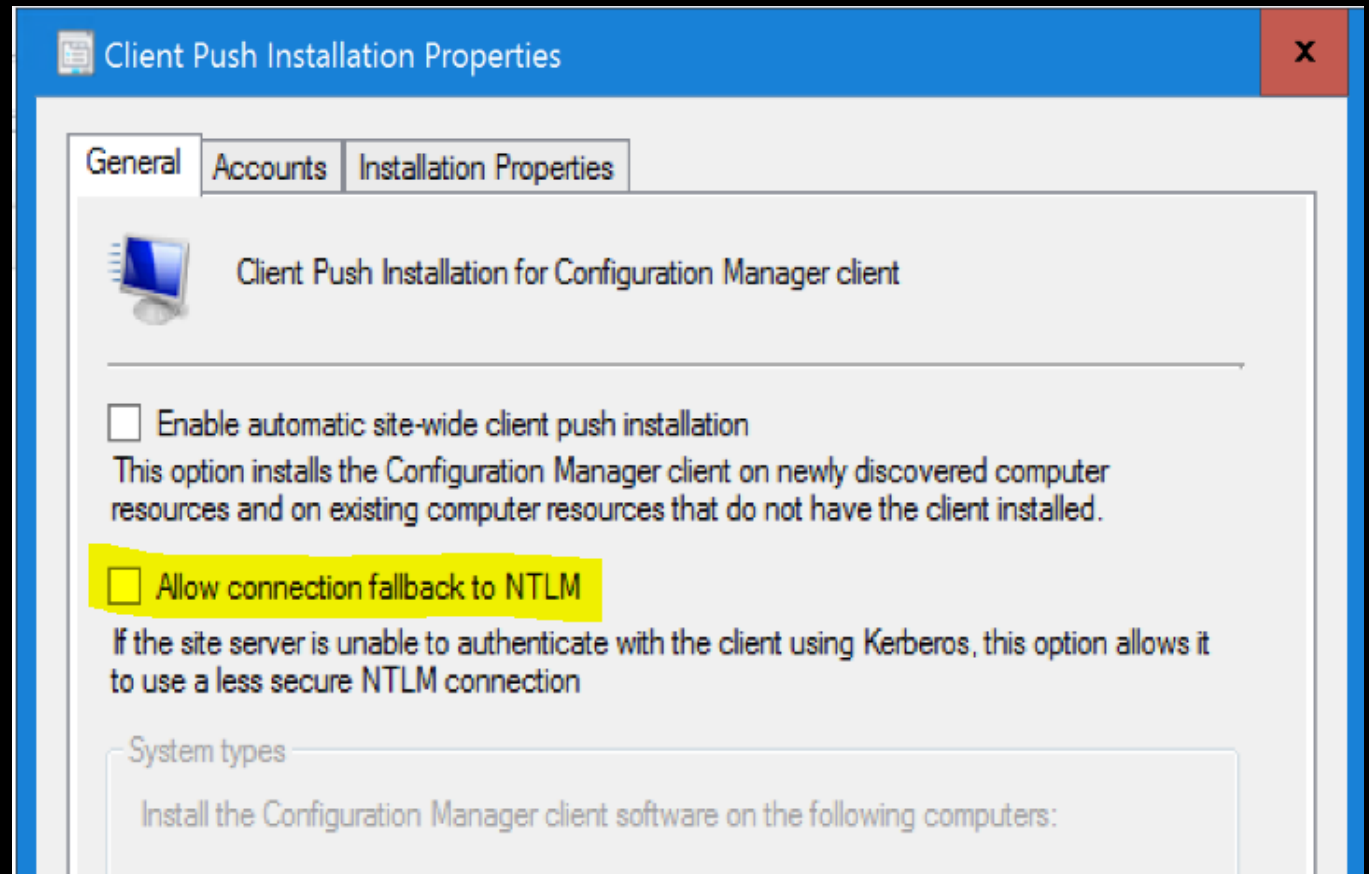 Client Push Installation Properties
x
General
Accounts
Installation Properties
Client Push Installation for Configuration Manager client
Enable automatic site-wide client push installation
This option installs the Configuration Manager client on newly discovered computer
resources and on existing computer resources that do not have the client installed.
Allow connection fallback to NTLM
If the site server is unable to authenticate with the client using Kerberos, this option allows it
to use a less secure NTLM connection
System types
Install the Configuration Manager client software on the following computers: